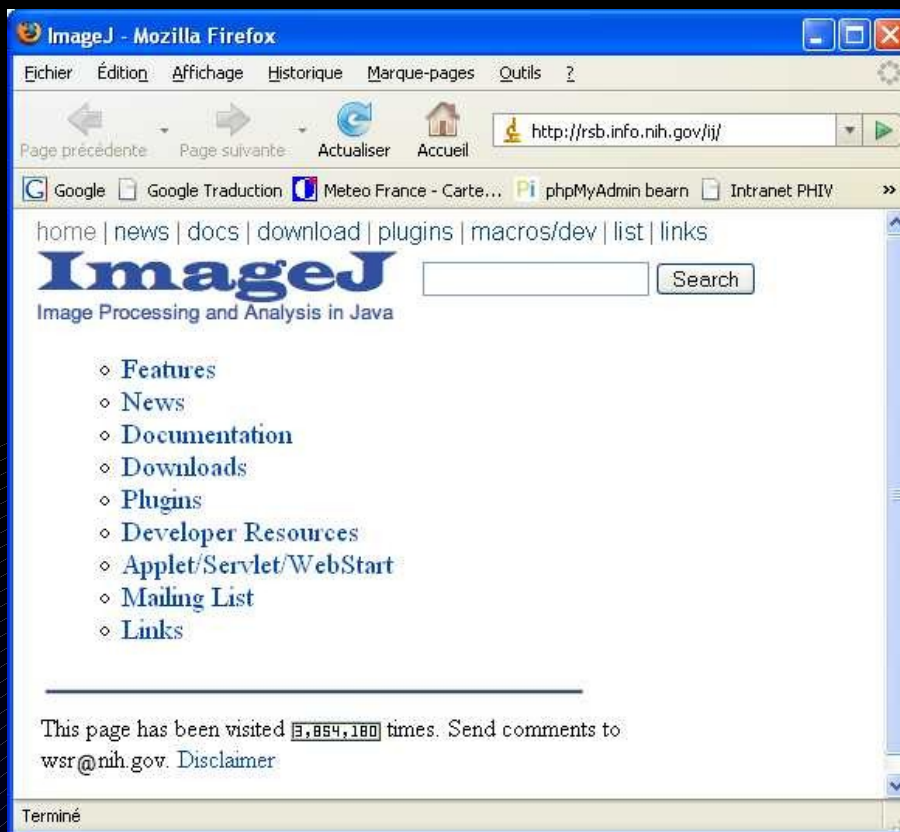 ImageJ - Mozilla Firefox
Fichier Édition Affichage Historique Marque-pages Outils ?
Page précédente Page suivante Actualiser Accueil http://rsb.info.nih.gov/ij/
Google Google Traduction Meteo France - Carte... Pi phpMyAdmin bearn Intranet PHIV »
home | news | docs | download | plugins | macros/dev | list | links
ImageJ Search
Image Processing and Analysis in Java
Features
News
Documentation
Downloads
Plugins
Developer Resources
Applet/Servlet/WebStart
Mailing List
Links
This page has been visited 3,854,180 times. Send comments to
wsr@nih.gov. Disclaimer
Terminé